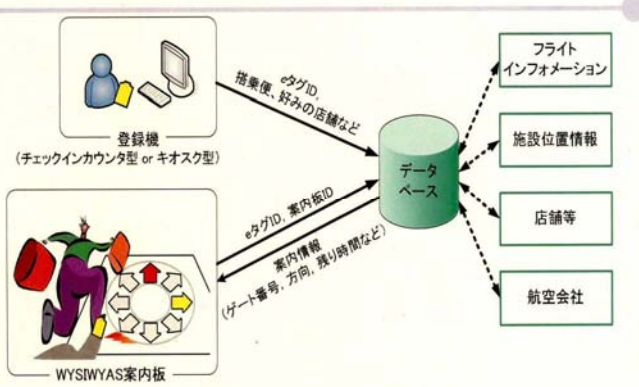 eタグID,
搭乗便、好みの店舗など
登録機
(チェックインカウンタ型 or キオスク型)
データ
ベース
フライト
インフォメーション
施設位置情報
店舗等
航空会社
eタグID, 案内板ID
案内情報
(ゲート番号, 方向, 残り時間など)
WYSIWYAS案内板